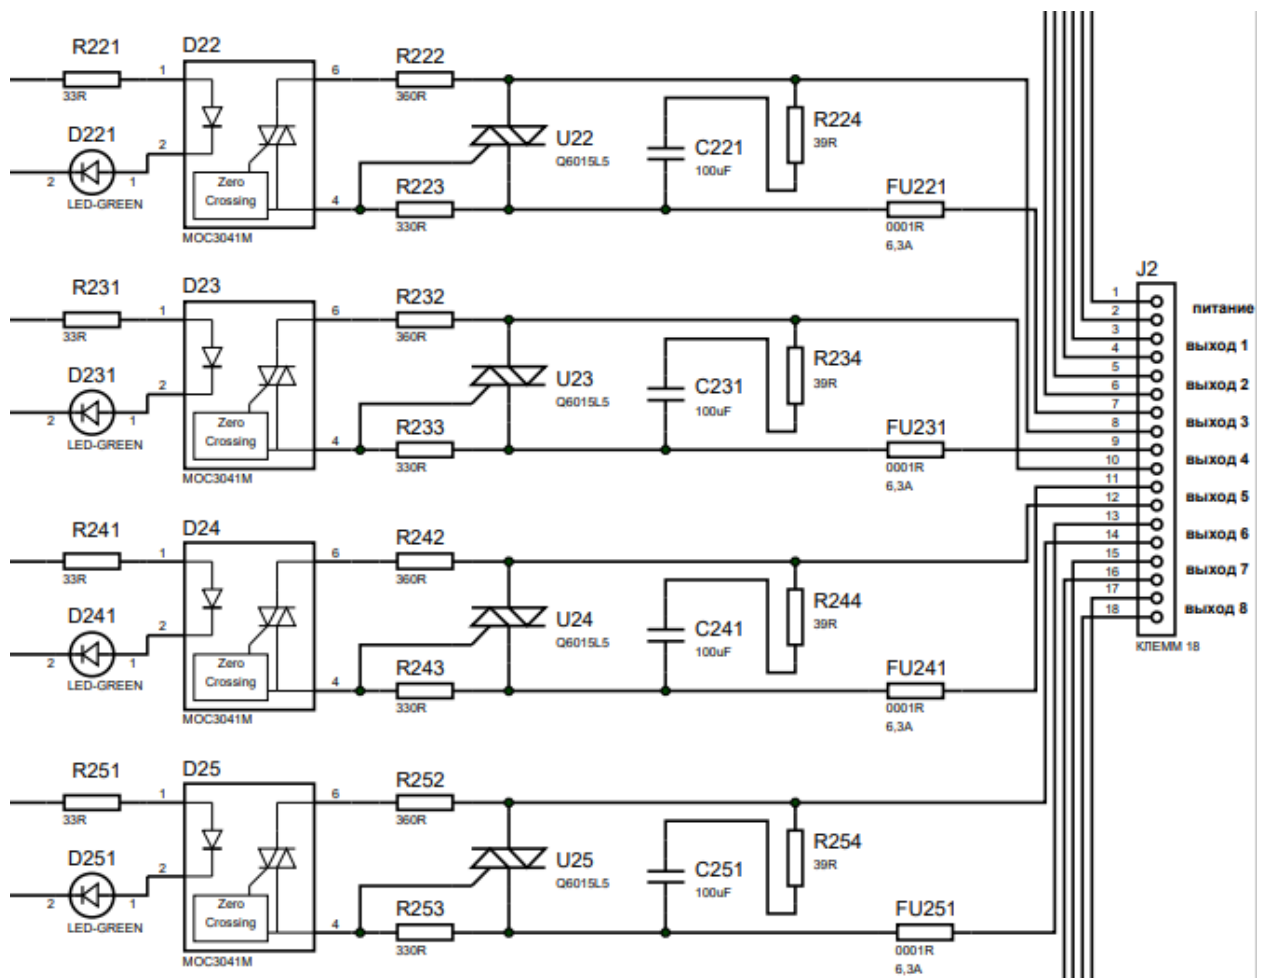 R221
33R
D221
2
1
LED-GREEN
D22
1
2
6
4
Zero
Crossing
MOC3041M
R222
360R
R223
330R
U22
Q6015L5
C221
100uF
R224
39R
FU221
0001R
6,3A
R231
33R
D231
2
1
LED-GREEN
D23
1
2
6
4
Zero
Crossing
MOC3041M
R232
360R
R233
330R
U23
Q6015L5
C231
100uF
R234
39R
FU231
0001R
6,3A
R241
33R
D241
2
1
LED-GREEN
D24
1
2
6
4
Zero
Crossing
MOC3041M
R242
360R
R243
330R
U24
Q6015L5
C241
100uF
R244
39R
FU241
0001R
6,3A
R251
33R
D251
2
1
LED-GREEN
D25
1
2
6
4
Zero
Crossing
MOC3041M
R252
360R
R253
330R
U25
Q6015L5
C251
100uF
R254
39R
FU251
0001R
6,3A
J2
1
2
3
4
5
6
7
8
9
10
11
12
13
14
15
16
17
18
питание
выход 1
выход 2
выход 3
выход 4
выход 5
выход 6
выход 7
выход 8
КЛЕММ 18